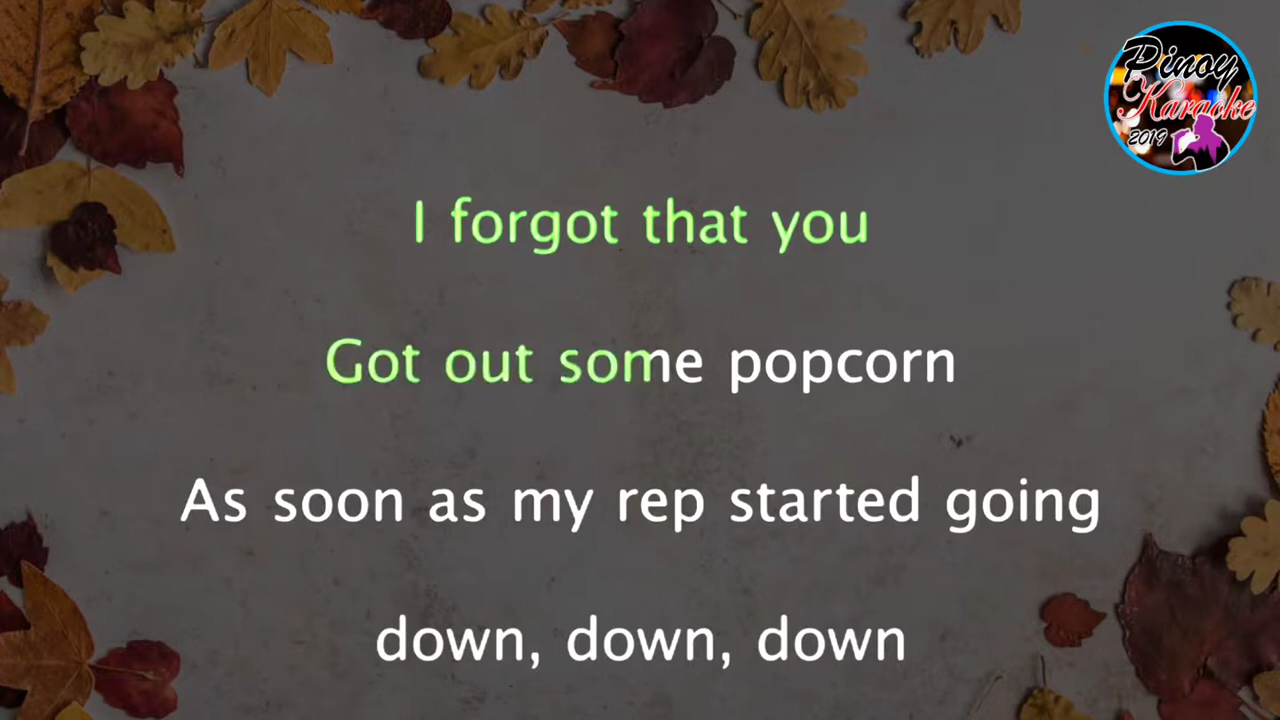 Pinoy
Karaoke
2019
I forgot that you
Got out some popcorn
As soon as my rep started going
down, down, down